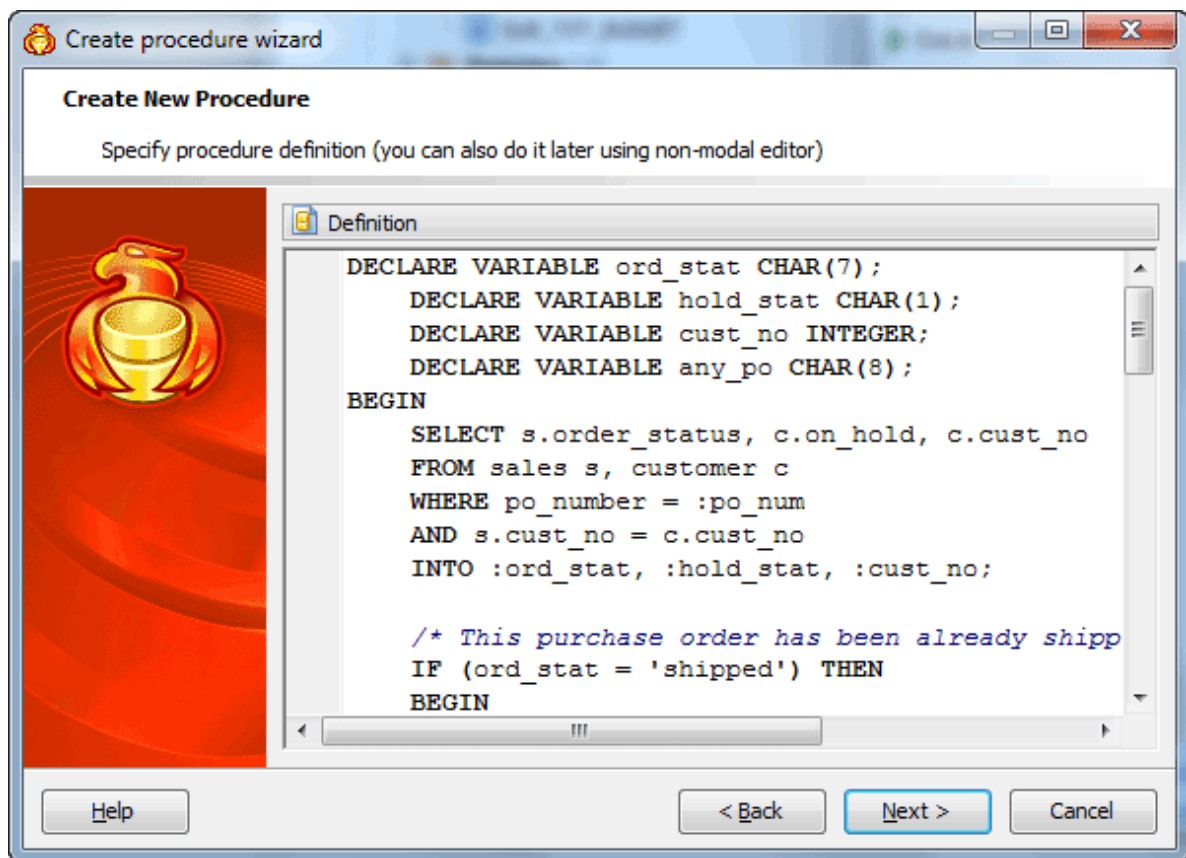 Create procedure wizard
Create New Procedure
Specify procedure definition (you can also do it later using non-modal editor)
Definition
DECLARE VARIABLE ord_stat CHAR(7);
DECLARE VARIABLE hold_stat CHAR(1);
DECLARE VARIABLE cust_no INTEGER;
DECLARE VARIABLE any_po CHAR(8);
BEGIN
SELECT s.order_status, c.on_hold, c.cust_no
FROM sales s, customer c
WHERE po_number = :po_num
AND s.cust_no = c.cust_no
INTO :ord_stat, :hold_stat, :cust_no;
/* This purchase order has been already shipp
IF (ord_stat = 'shipped') THEN
BEGIN
Help
< Back
Next >
Cancel